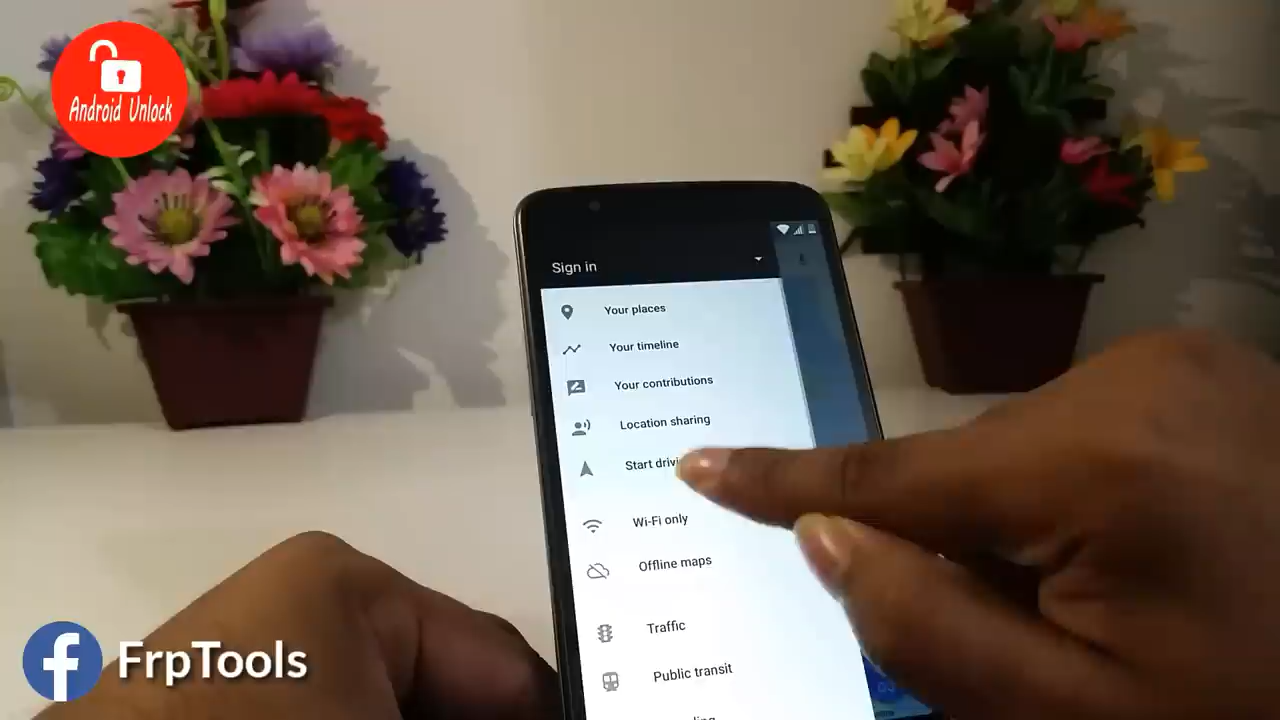 Android Unlock
Sign in
Your places
Your timeline
Your contributions
Location sharing
Start
Wi-Fi only
Offline maps
Traffic
Public transit
FrpTools